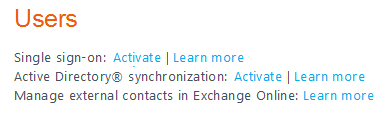 Users
Single sign-on: Activate | Learn more
Active Directory® synchronization: Activate | Learn more
Manage external contacts in Exchange Online: Learn more